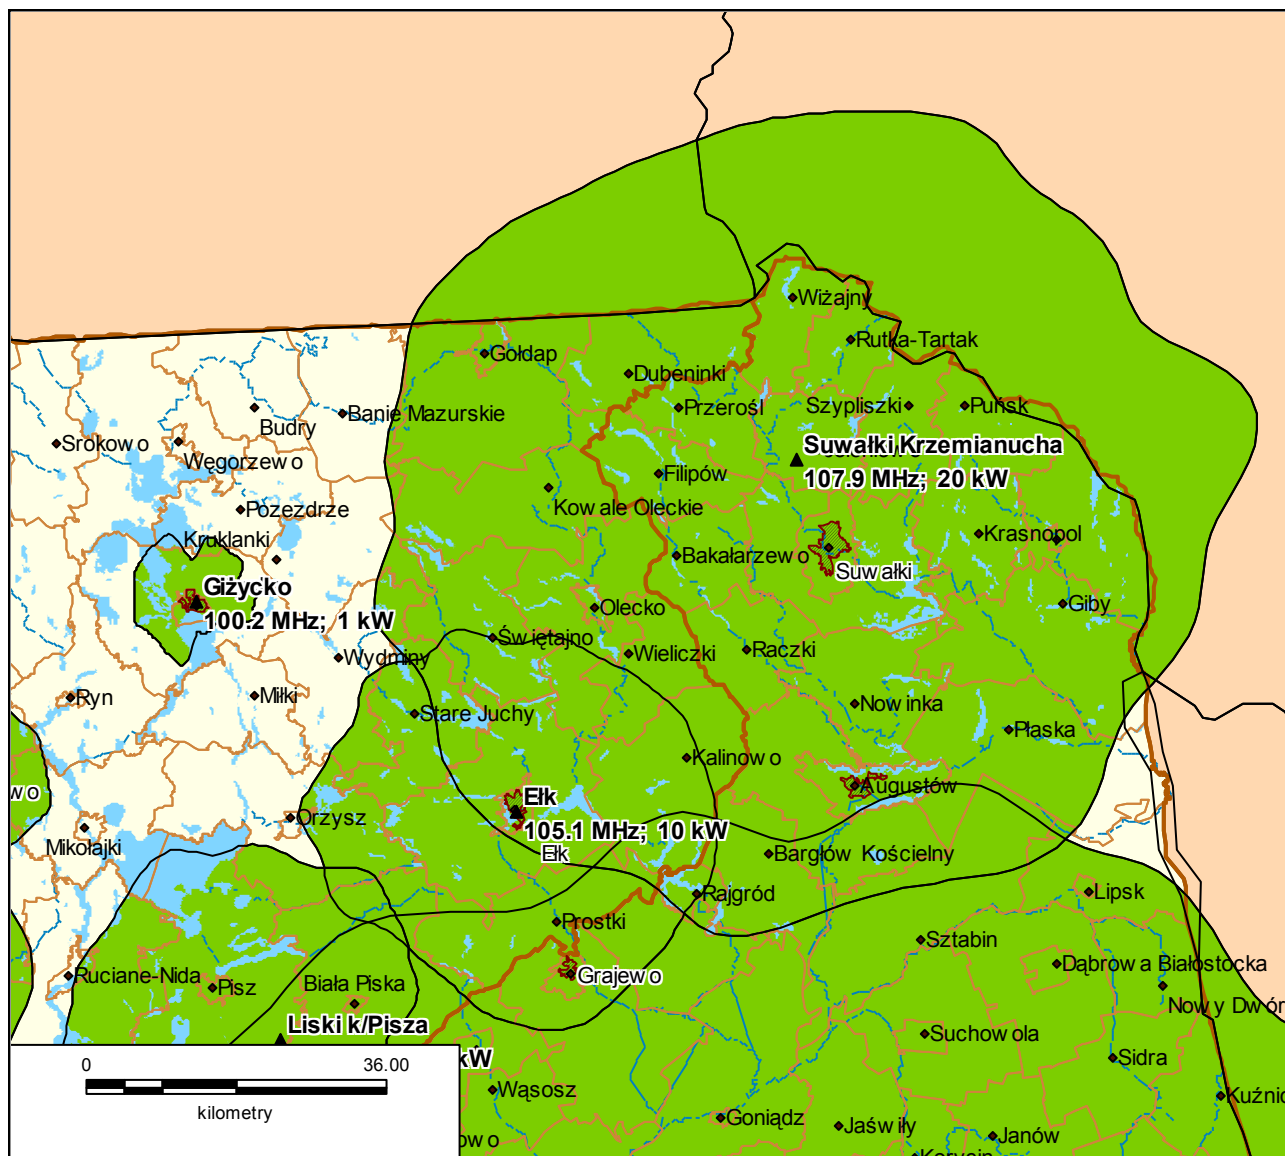 Wiżajny
Rutka-Tartak
Gołdap
Dubeninki
Przerośl
Szypliszki
Puńsk
Banie Mazurskie
Budry
Srokowo
Węgorzewo
Suwałki Krzemianucha
107.9 MHz; 20 kW
Filipów
Kowale Oleckie
Pozezdrze
Kruklanki
Krasnopol
Bakałarzewo
Suwałki
Giżycko
100.2 MHz; 1 kW
Olecko
Giby
Świętajno
Wieliczki
Raczki
Wydminy
Ryn
Miłki
Stare Juchy
Nowinka
Płaska
Kalinowo
Augustów
wo
Ełk
105.1 MHz; 10 kW
Ełk
Orzysz
Mikołajki
Bargłów Kościelny
Rajgród
Lipsk
Prostki
Sztabin
Dąbrowa Białostocka
Ruciane-Nida
Pisz
Biała Piska
Grajewo
Nowy Dwór
Liski k/Pisza
kW
Suchowola
Sidra
0 36.00
kilometry
Wąsosz
Kuźnic
Goniądz
Jaświły
Janów
owo